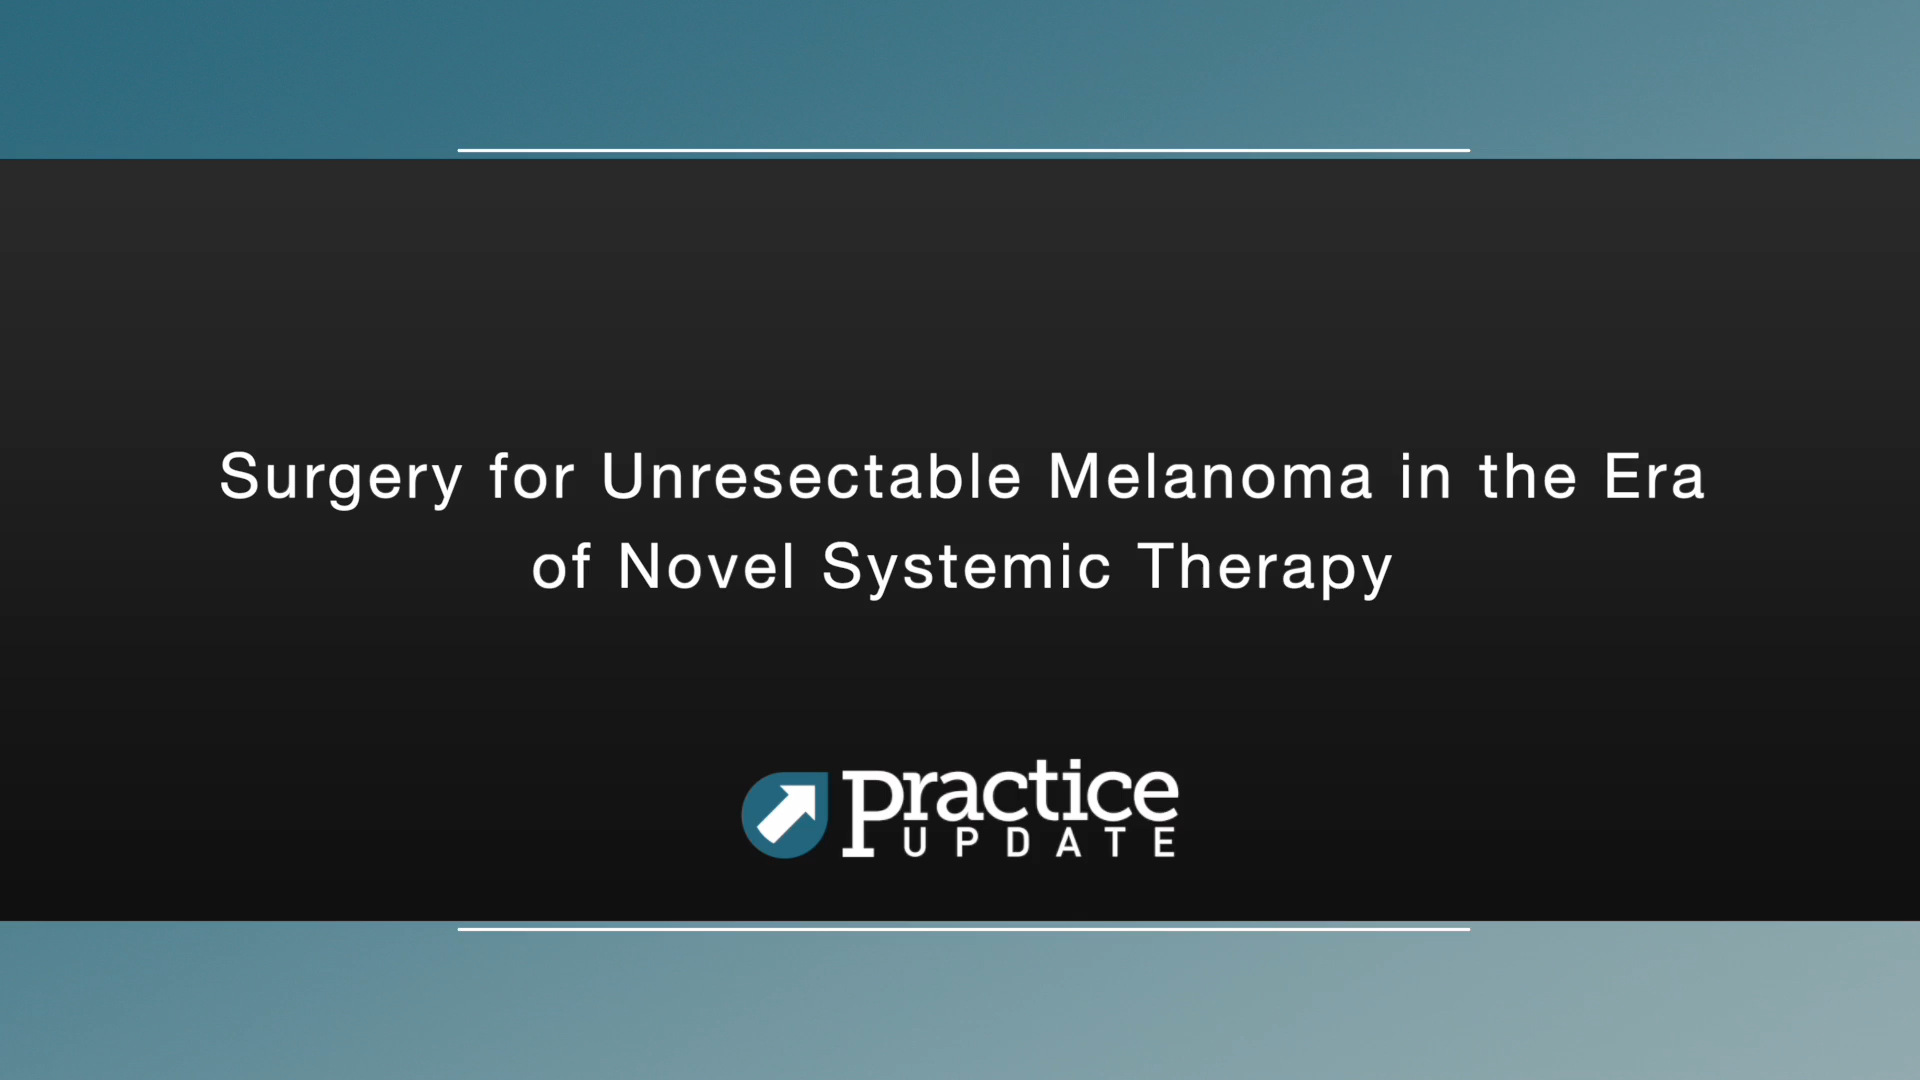 Surgery for Unresectable Melanoma in the Era
of Novel Systemic Therapy
Practice
UPDATE